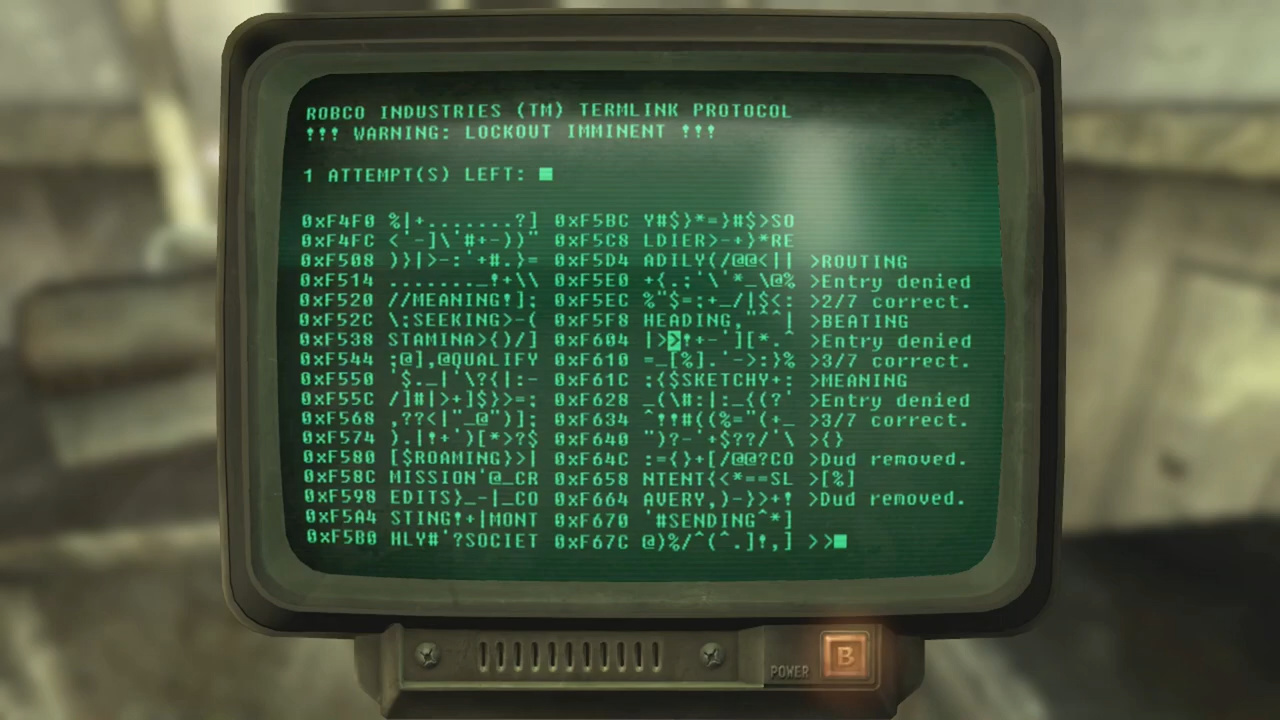 ROBCO INDUSTRIES (TM) TERMLINK PROTOCOL
!!! WARNING: LOCKOUT IMMINENT !!!
1 ATTEMPT(S) LEFT: ■
0xF4F0 %|+.......?]
0xF4FC <'-]\'#+-))"
0xF508 )}|>-:'+#.}=
0xF514 ........_!+\\
0xF520 //MEANING!];
0xF52C \;SEEKING>-(
0xF538 STAMINA>{)/]
0xF544 ;@],@QUALIFY
0xF550 '$._|'\?{|:-
0xF55C /]#|>+]$}>=;
0xF568 ,??<|"_@")];
0xF574 ).|!+')[*>?$
0xF580 [$ROAMING}>|
0xF58C MISSION'@_CR
0xF598 EDITS}_-|_CO
0xF5A4 STING!+|MONT
0xF5B0 HLY#'?SOCIET
0xF5BC Y#$}*=}#$>SO
0xF5C8 LDIER>-+}*RE
0xF5D4 ADILY(/@@<||
0xF5E0 +{.;'\'*_\@%
0xF5EC %"$=;+_/|$<:
0xF5F8 HEADING,"^^|
0xF604 |>>!+-'][*.^
0xF610 =_[%].'->:}%
0xF61C :{$SKETCHY+:
0xF628 _(\#:|:_{(?'
0xF634 ^!!#((%="(+_
0xF640 ")?-'+$??/'\
0xF64C :={}+[/@@?CO
0xF658 NTENT{<*==SL
0xF664 AVERY,)-}>+!
0xF670 '#SENDING^*]
0xF67C @)%/^(^.]!,]
>ROUTING
>Entry denied
>2/7 correct.
>BEATING
>Entry denied
>3/7 correct.
>MEANING
>Entry denied
>3/7 correct.
>{}
>Dud removed.
>[%]
>Dud removed.
>>■
POWER
B